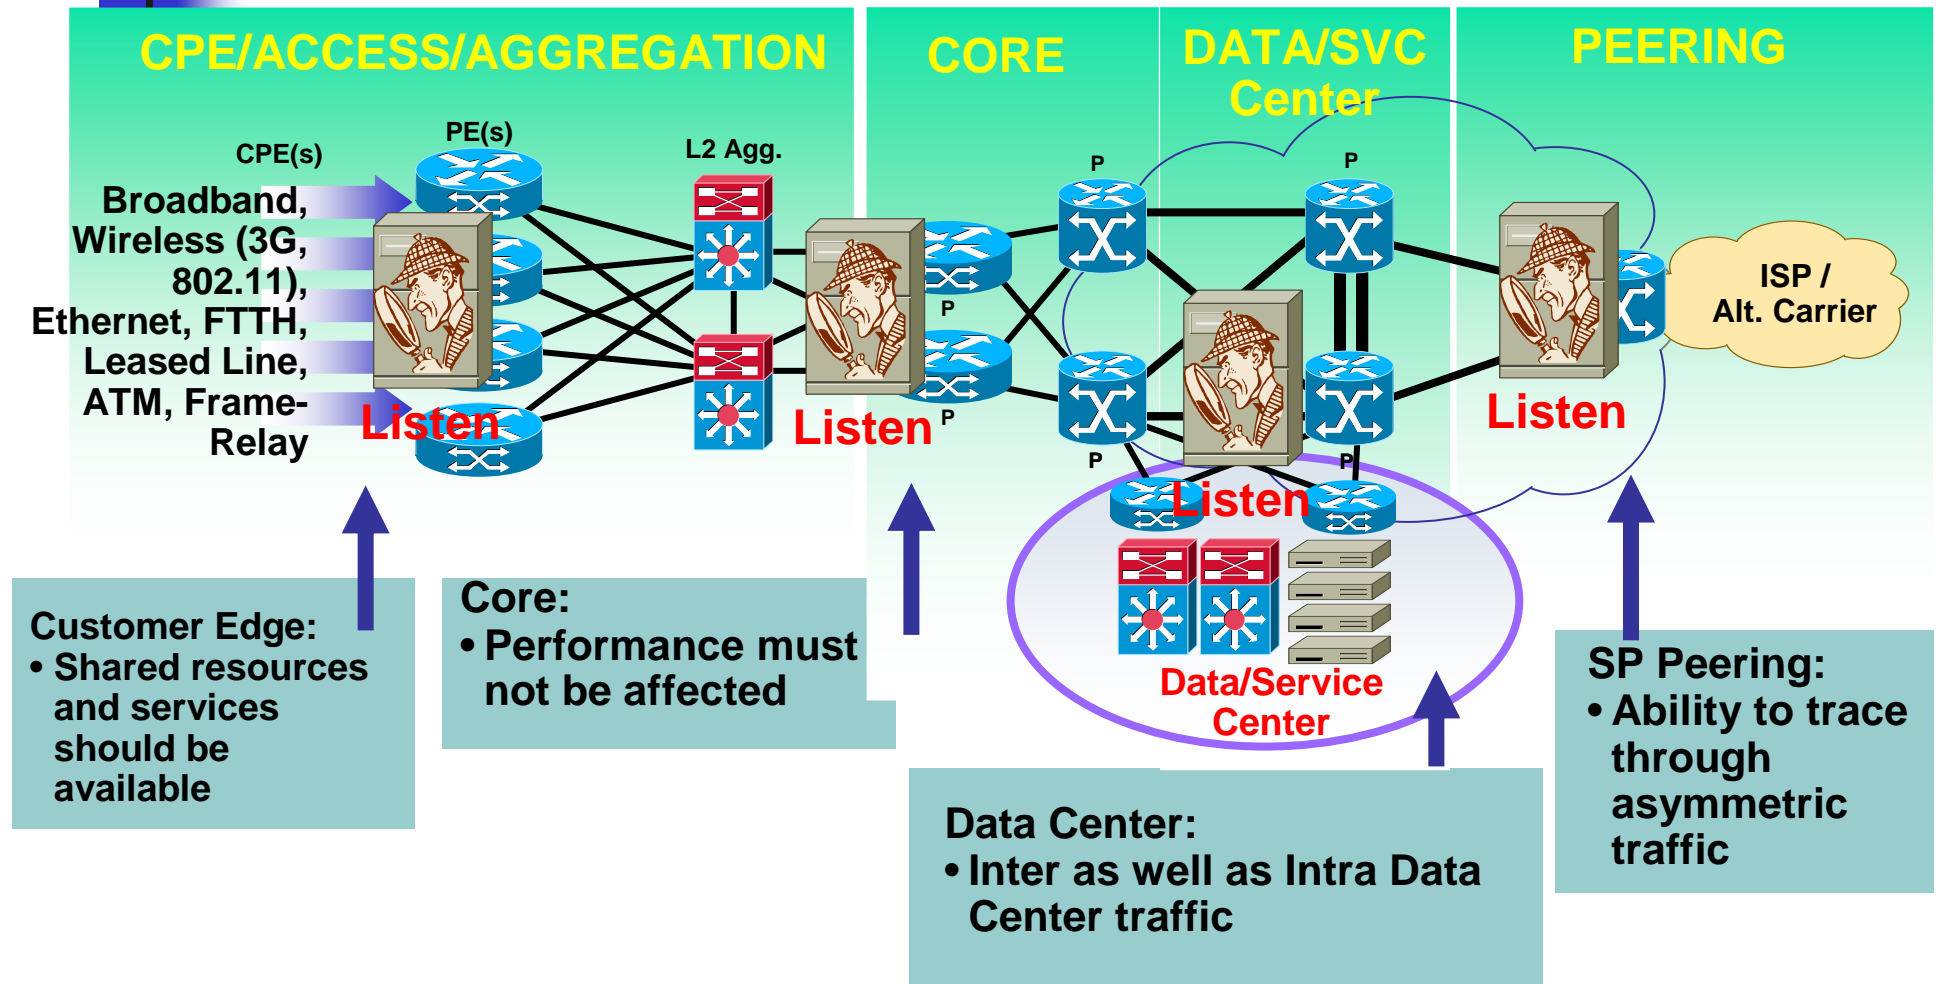 CPE/ACCESS/AGGREGATION
CORE
DATA/SVC
Center
PEERING
CPE(s)
PE(s)
L2 Agg.
P
P
Broadband,
Wireless (3G,
802.11),
Ethernet, FTTH,
Leased Line,
ATM, Frame-
Relay
P
P
P
P
ISP /
Alt. Carrier
Listen
Listen
Listen
Listen
Data/Service
Center
Customer Edge:
• Shared resources
and services
should be
available
Core:
• Performance must
not be affected
Data Center:
• Inter as well as Intra Data
Center traffic
SP Peering:
• Ability to trace
through
asymmetric
traffic